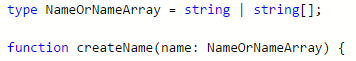 type NameOrNameArray = string | string[];
function createName(name: NameOrNameArray) {